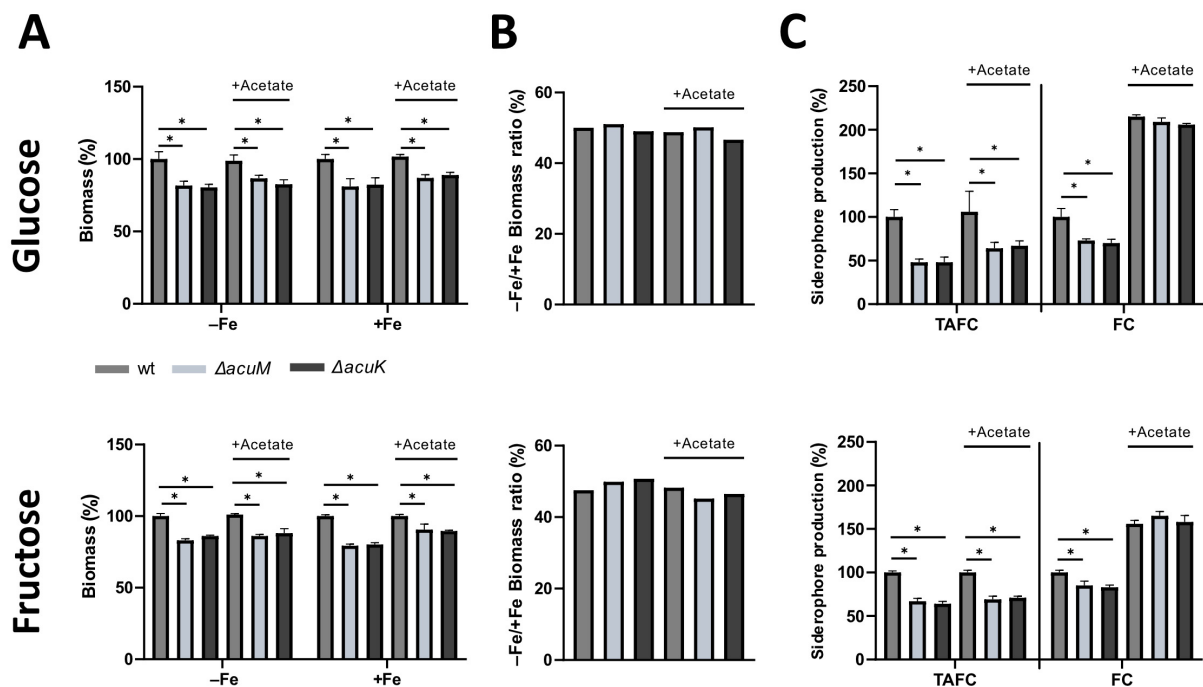 A
B
C
Glucose
Biomass (%)
150
100
50
0
+Acetate
+Acetate
* * * * * * * *
–Fe
+Fe
–Fe/+Fe Biomass ratio (%)
60
40
20
0
+Acetate
Siderophore production (%)
250
200
150
100
50
0
+Acetate
+Acetate
* * * * * *
TAFC
FC
wt ΔacuM ΔacuK
Fructose
Biomass (%)
150
100
50
0
+Acetate
+Acetate
* * * * * * * *
–Fe
+Fe
–Fe/+Fe Biomass ratio (%)
60
40
20
0
+Acetate
Siderophore production (%)
250
200
150
100
50
0
+Acetate
+Acetate
* * * * * *
TAFC
FC